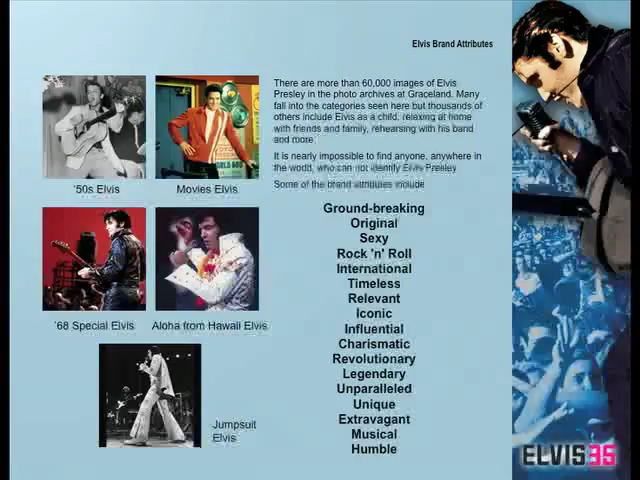 Elvis Brand Attributes
There are more than 60,000 images of Elvis
Presley in the photo archives at Graceland. Many
fall into the categories seen here but thousands of
others include Elvis as a child, relaxing at home
with friends and family, rehearsing with his band
and more.
It is nearly impossible to find anyone, anywhere in
the world, who can not identify Elvis Presley
Some of the brand attributes include
'50s Elvis
Movies Elvis
'68 Special Elvis
Aloha from Hawaii Elvis
Jumpsuit
Elvis
Ground-breaking
Original
Sexy
Rock 'n' Roll
International
Timeless
Relevant
Iconic
Influential
Charismatic
Revolutionary
Legendary
Unparalleled
Unique
Extravagant
Musical
Humble
ELVIS35